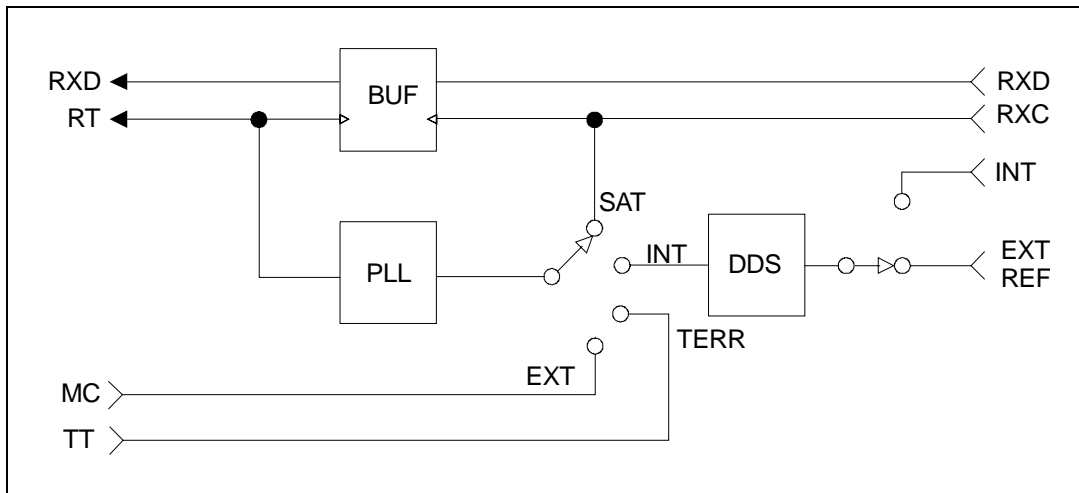 RXD
BUF
RXD
RT
RXC
INT
SAT
INT
DDS
EXT
REF
PLL
TERR
EXT
MC
TT